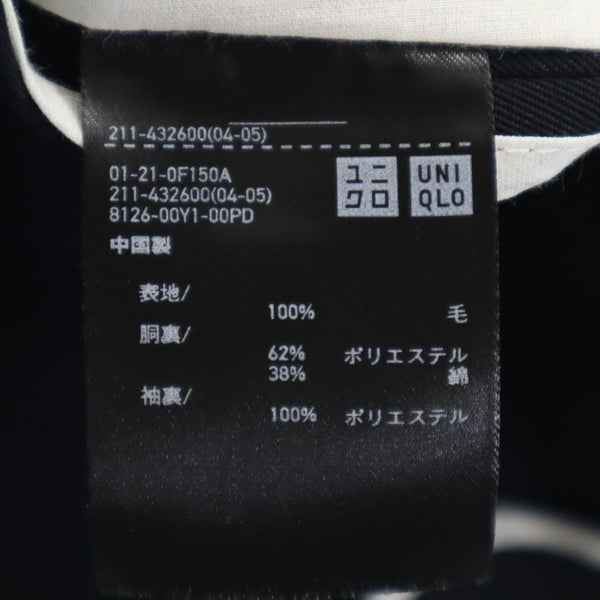 211-432600(04-05)
01-21-0F150A
211-432600(04-05)
8126-00Y1-00PD
中国製
ユニ
クロ
UNI
QLO
表地/
100% 毛
胴裏/
62% ポリエステル
38% 綿
袖裏/
100% ポリエステル